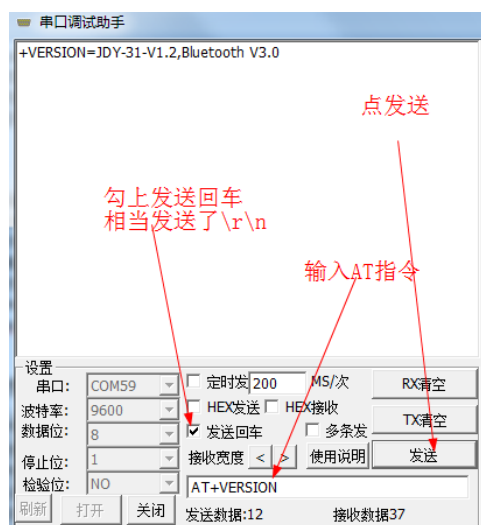 串口调试助手
+VERSION=JDY-31-V1.2,Bluetooth V3.0
点发送
勾上发送回车
相当发送了\r\n
输入AT指令
设置
串口: COM59 定时发 200 MS/次 RX清空
波特率: 9600 HEX发送 HEX接收 TX清空
数据位: 8 发送回车 多条发
停止位: 1 接收宽度 < > 使用说明 发送
检验位: NO AT+VERSION
刷新 打开 关闭 发送数据:12 接收数据37